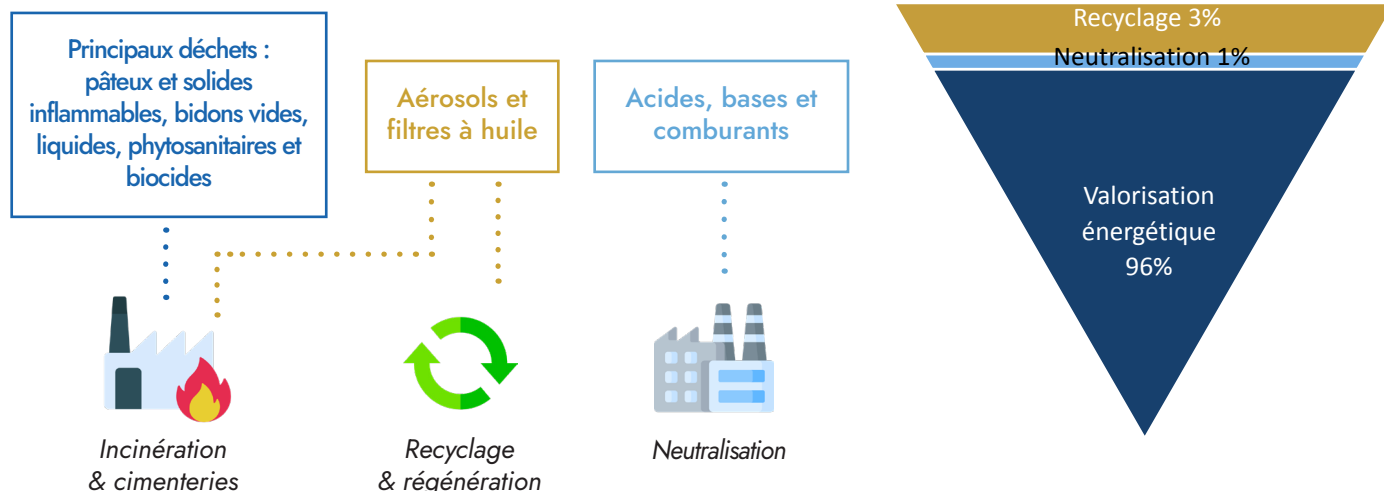 Principaux déchets :
pâteux et solides
inflammables, bidons vides,
liquides, phytosanitaires et
biocides
Aérosols et
filtres à huile
Acides, bases et
comburants
Incinération
& cimenteries
Recyclage
& régénération
Neutralisation
Recyclage 3%
Neutralisation 1%
Valorisation
énergétique
96%